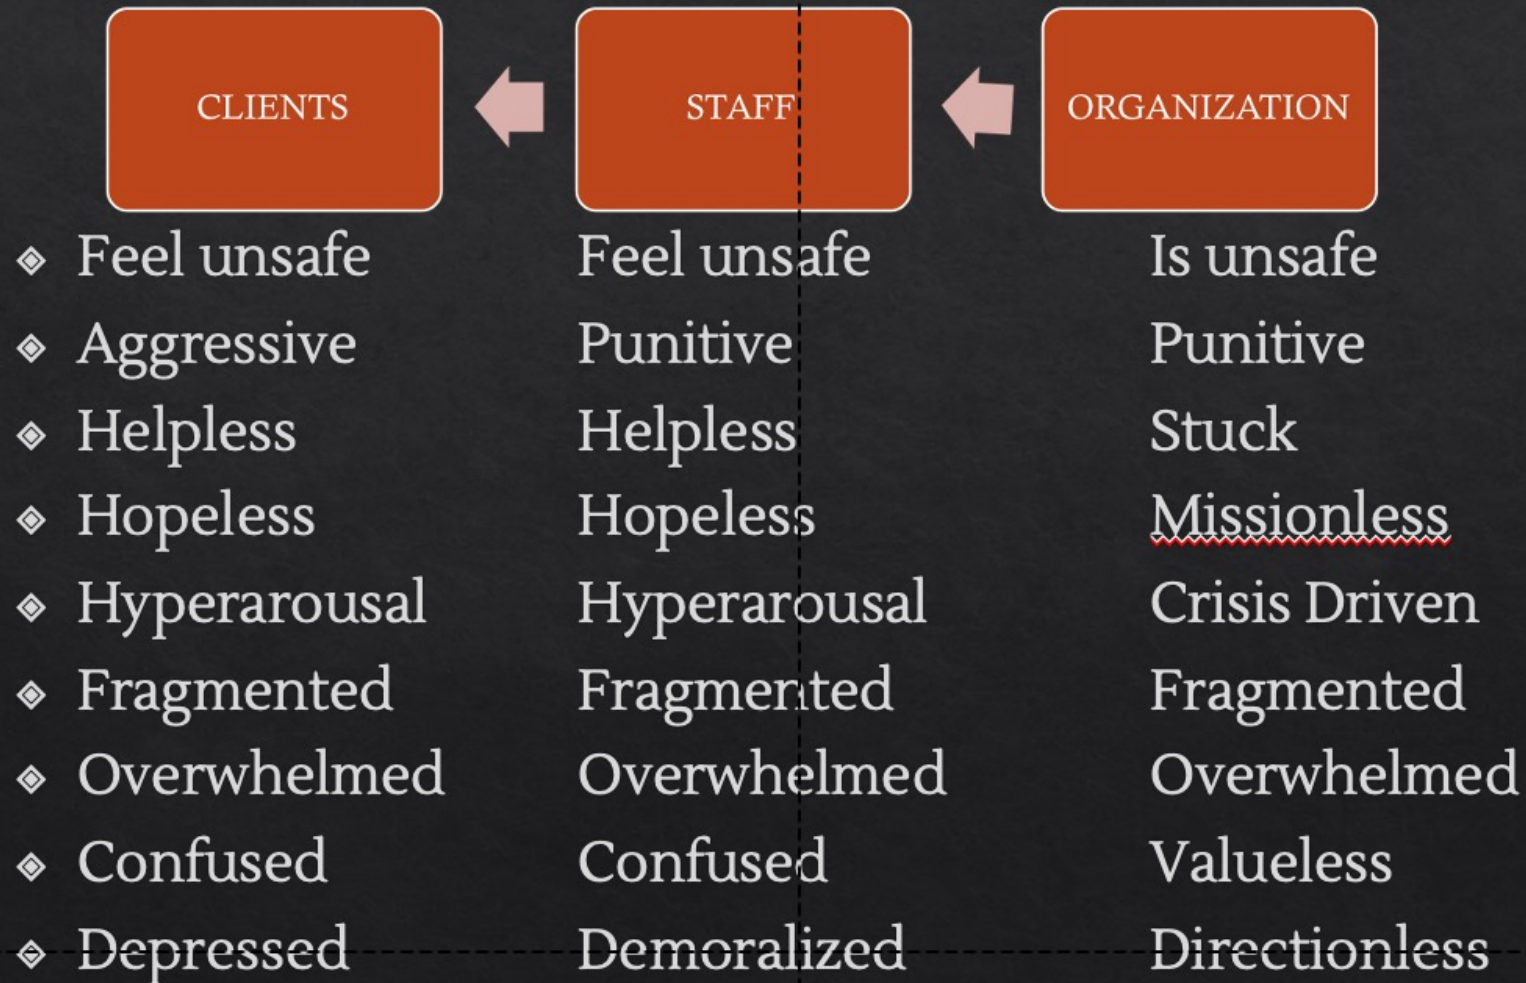 CLIENTS STAFF ORGANIZATION
Feel unsafe Feel unsafe Is unsafe
Aggressive Punitive Punitive
Helpless Helpless Stuck
Hopeless Hopeless Missionless
Hyperarousal Hyperarousal Crisis Driven
Fragmented Fragmented Fragmented
Overwhelmed Overwhelmed Overwhelmed
Confused Confused Valueless
Depressed Demoralized Directionless